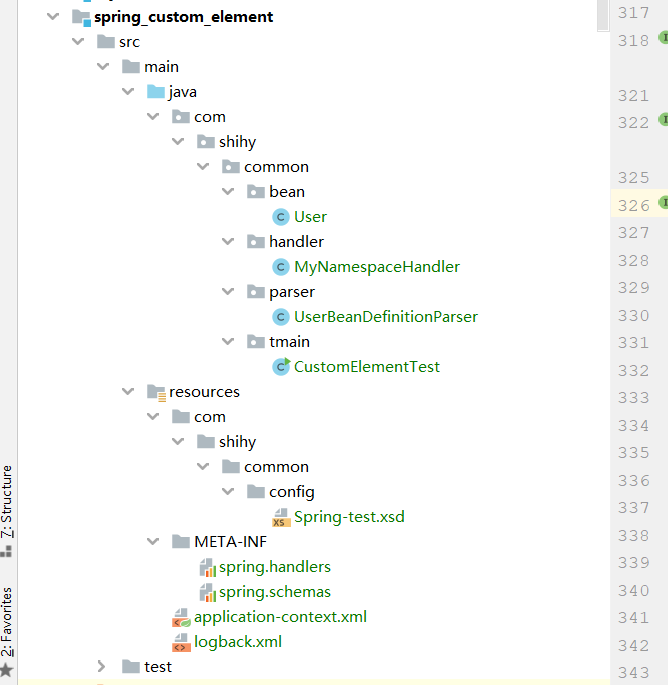 spring_custom_element
src
main
java
com
shihy
common
bean
User
handler
MyNamespaceHandler
parser
UserBeanDefinitionParser
tmain
CustomElementTest
resources
com
shihy
common
config
Spring-test.xsd
META-INF
spring.handlers
spring.schemas
application-context.xml
logback.xml
test
7: Structure
2: Favorites
317
318
321
322
325
326
327
328
329
330
331
332
333
334
335
336
337
338
339
340
341
342
343